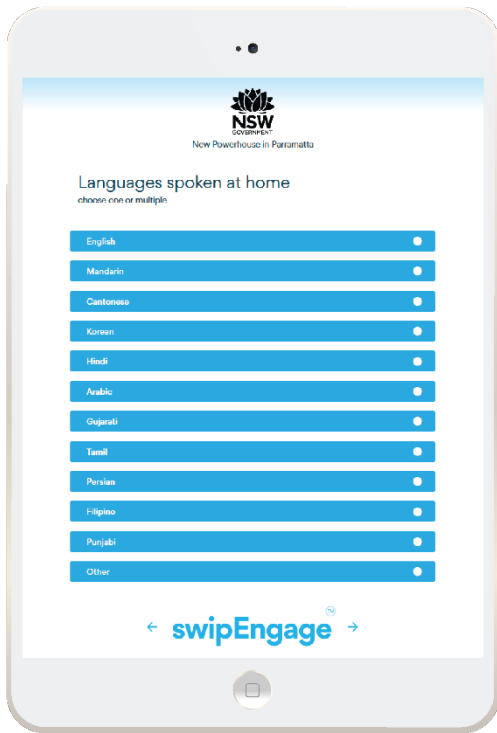 NSW
GOVERNMENT
New Powerhouse in Parramatta
Languages spoken at home
choose one or multiple
English
Mandarin
Cantonese
Korean
Hindi
Arabic
Gujarati
Tamil
Persian
Filipino
Punjabi
Other
← swipEngage →